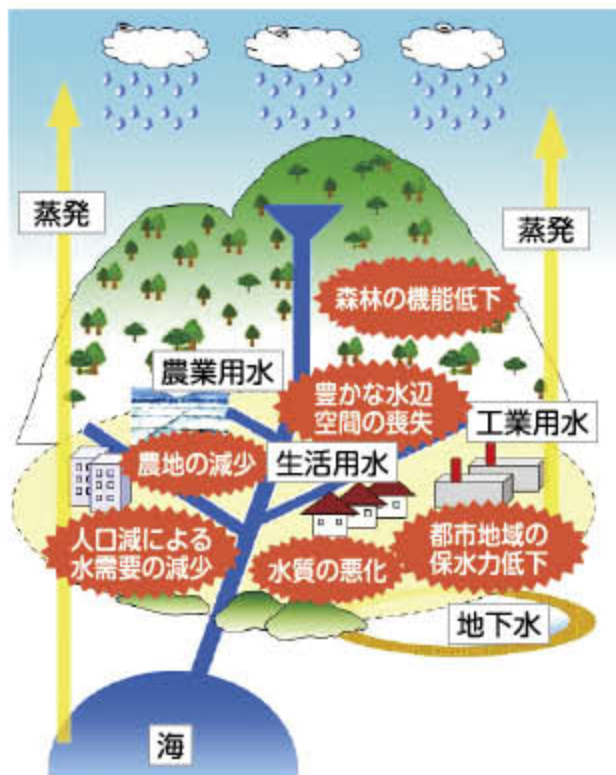 蒸発
蒸発
森林の機能低下
農業用水
豊かな水辺
空間の喪失
工業用水
農地の減少
生活用水
人口減による
水需要の減少
水質の悪化
都市地域の
保水力低下
地下水
海